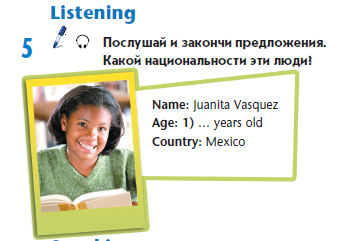 Listening
5 Послушай и закончи предложения.
Какой национальности эти люди?
Name: Juanita Vasquez
Age: 1) ... years old
Country: Mexico